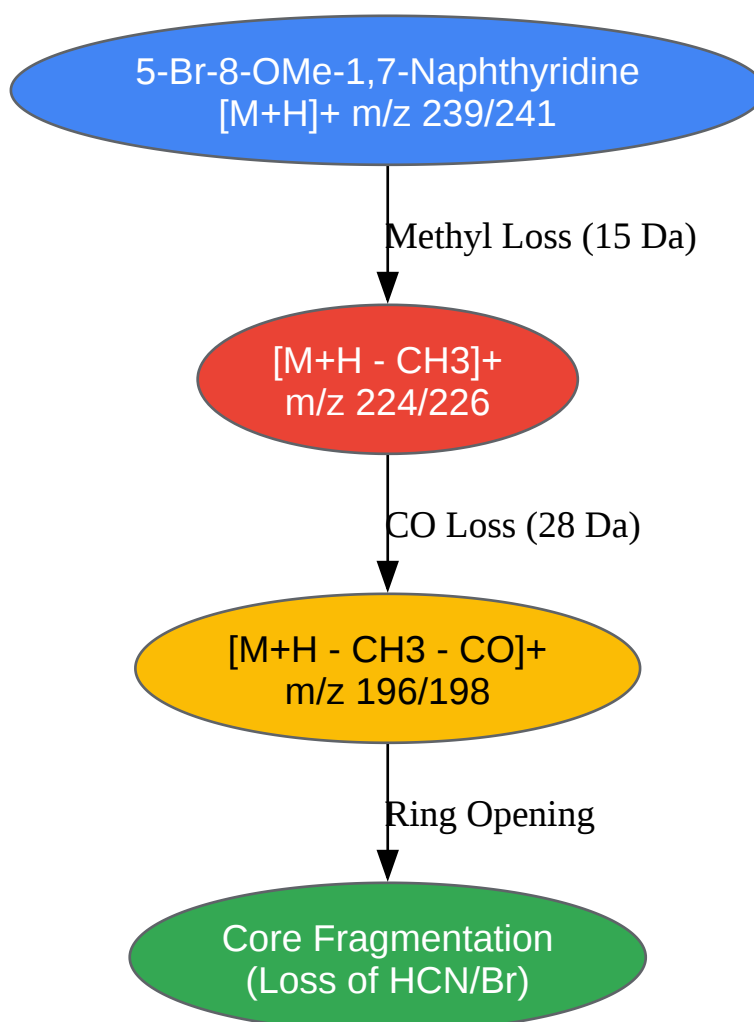 5-Br-8-OMe-1,7-Naphthyridine
[M+H]+ m/z 239/241
Methyl Loss (15 Da)
[M+H - CH3]+
m/z 224/226
CO Loss (28 Da)
[M+H - CH3 - CO]+
m/z 196/198
Ring Opening
Core Fragmentation
(Loss of HCN/Br)